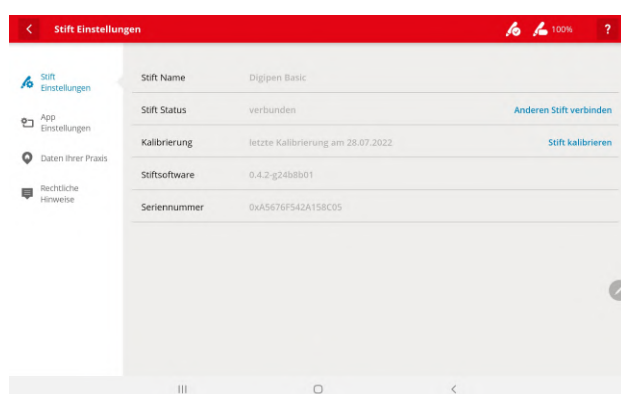 Stift Einstellungen
100%
?
Stift
Einstellungen
App
Einstellungen
Daten Ihrer Praxis
Rechtliche
Hinweise
Stift Name Digipen Basic
Stift Status verbunden Anderen Stift verbinden
Kalibrierung letzte Kalibrierung am 28.07.2022 Stift kalibrieren
Stiftsoftware 0.4.2-g24b8b01
Seriennummer 0xA5676F542A158C05